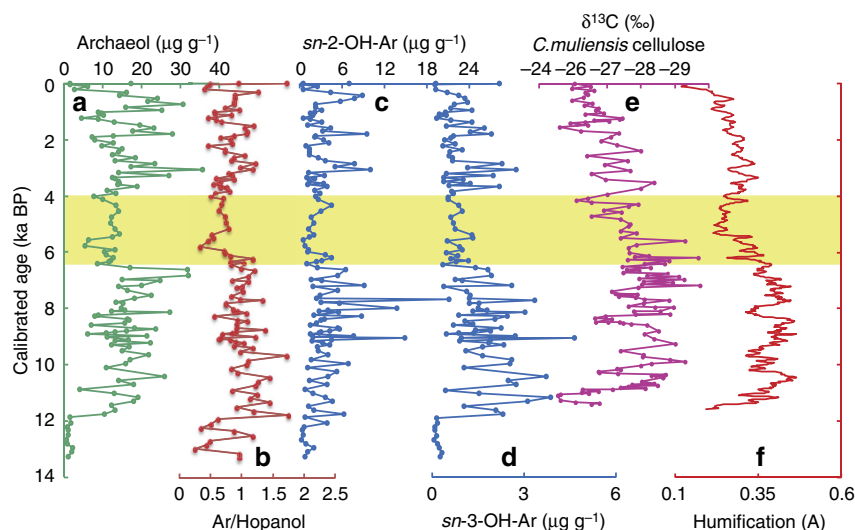 δ¹³C (‰)
Archaeol (μg g⁻¹) sn-2-OH-Ar (μg g⁻¹) C.muliensis cellulose
0 10 20 30 40 0 6 12 18 24 −24 −26 −27 −28 −29
a c e
0
2
4
6
8
10
12
14
Calibrated age (ka BP)
b d f
0 0.5 1 1.5 2 2.5 0 3 6 0.1 0.35 0.6
Ar/Hopanol sn-3-OH-Ar (μg g⁻¹) Humification (A)